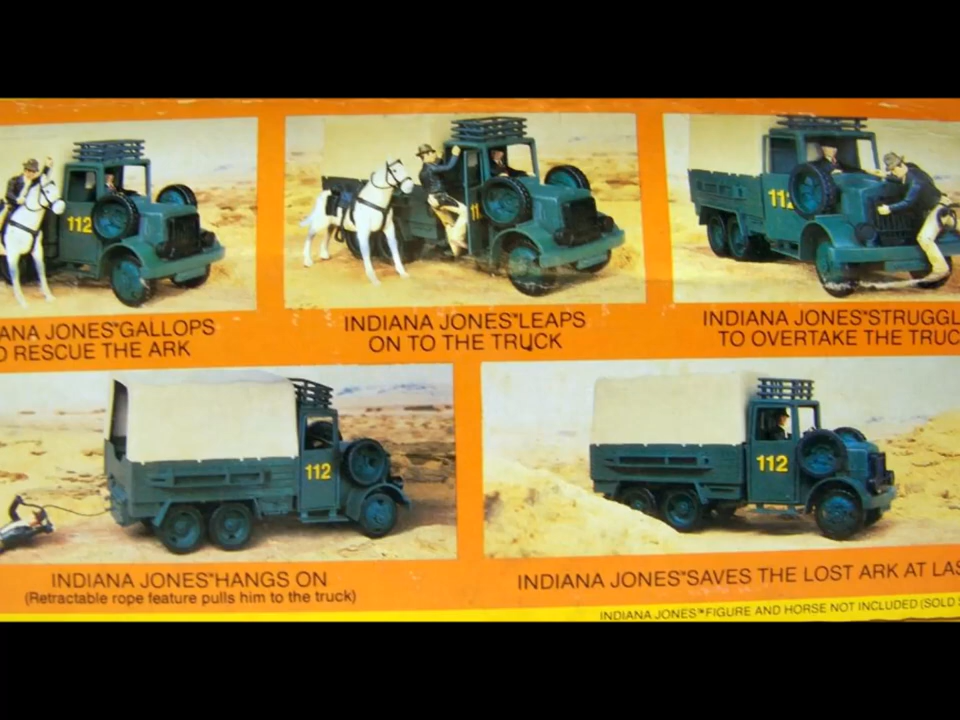 112
112
ANA JONES™GALLOPS
O RESCUE THE ARK
INDIANA JONES™LEAPS
ON TO THE TRUCK
INDIANA JONES™STRUGGL
TO OVERTAKE THE TRUC
112
112
INDIANA JONES™HANGS ON
(Retractable rope feature pulls him to the truck)
INDIANA JONES™SAVES THE LOST ARK AT LAS
INDIANA JONES™FIGURE AND HORSE NOT INCLUDED (SOLD